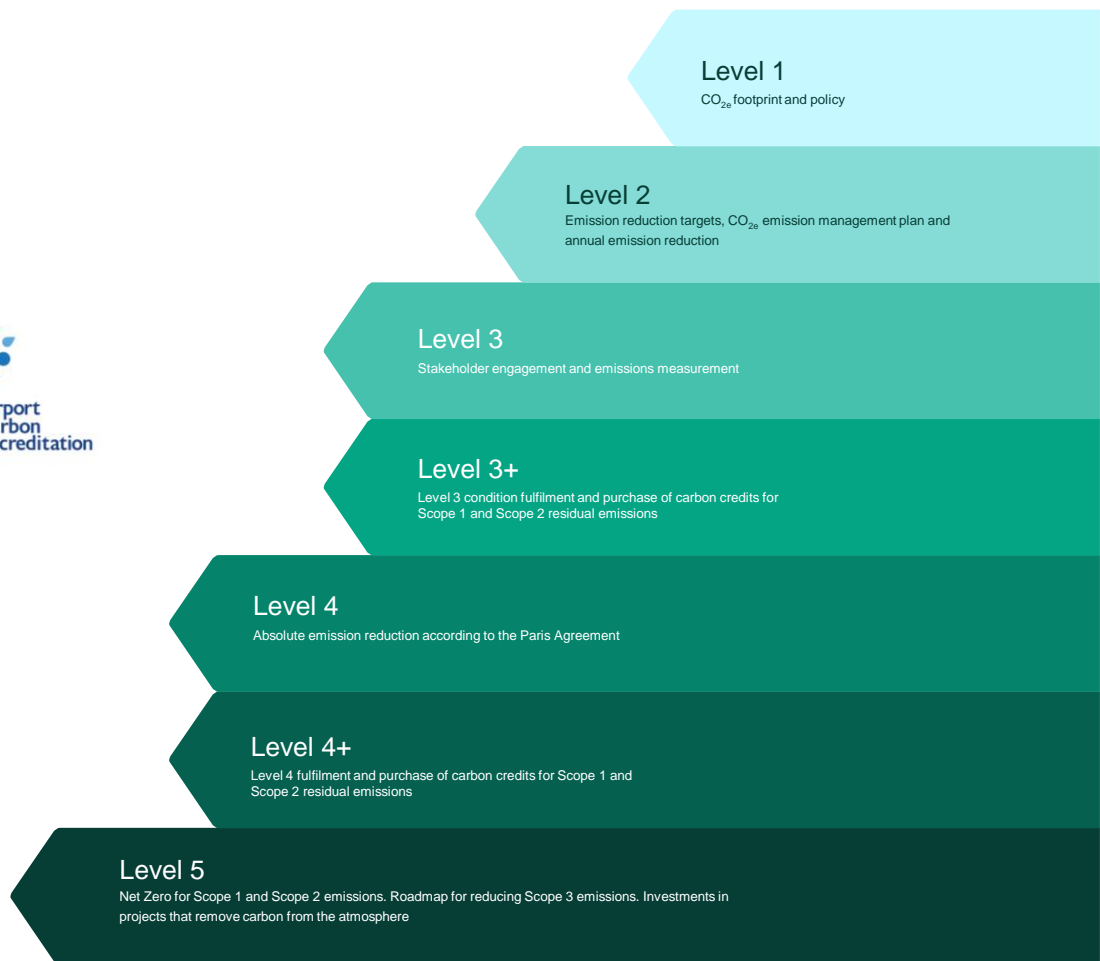 Level 1
CO2e footprint and policy
Level 2
Emission reduction targets, CO2e emission management plan and
annual emission reduction
Level 3
Stakeholder engagement and emissions measurement
rport
rbon
creditation
Level 3+
Level 3 condition fulfilment and purchase of carbon credits for
Scope 1 and Scope 2 residual emissions
Level 4
Absolute emission reduction according to the Paris Agreement
Level 4+
Level 4 fulfilment and purchase of carbon credits for Scope 1 and
Scope 2 residual emissions
Level 5
Net Zero for Scope 1 and Scope 2 emissions. Roadmap for reducing Scope 3 emissions. Investments in
projects that remove carbon from the atmosphere